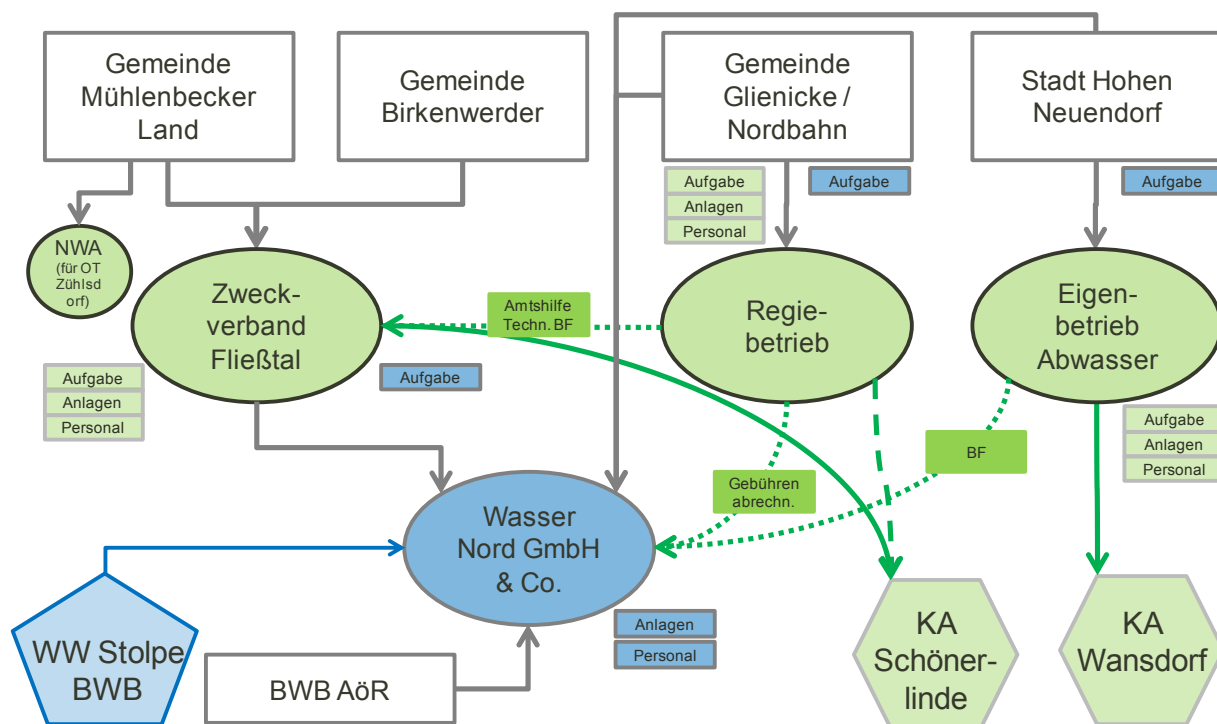 Gemeinde
Mühlenbecker
Land
Gemeinde
Birkenwerder
Gemeinde
Glienicke /
Nordbahn
Stadt Hohen
Neuendorf
Aufgabe
Anlagen
Personal
Aufgabe
Aufgabe
NWA
(für OT
Zühlsd
orf)
Zweck-
verband
Fließtal
Amtshilfe
Techn. BF
Regie-
betrieb
Eigen-
betrieb
Abwasser
Aufgabe
Anlagen
Personal
Aufgabe
Aufgabe
Anlagen
Personal
BF
Gebühren
abrechn.
Wasser
Nord GmbH
& Co.
Anlagen
Personal
WW Stolpe
BWB
BWB AöR
KA
Schöner-
linde
KA
Wansdorf